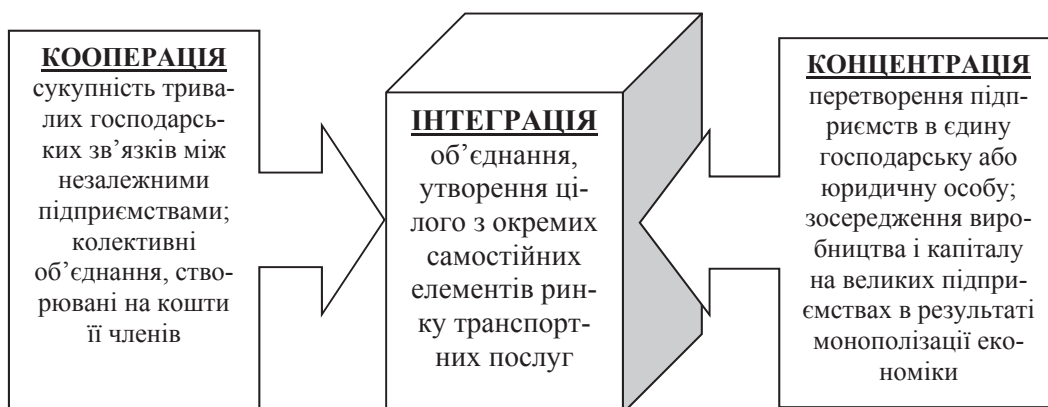 КООПЕРАЦІЯ
сукупність трива-
лих господарсь-
ких зв’язків між
незалежними
підприємствами;
колективні
об’єднання, ство-
рювані на кошти
її членів
ІНТЕГРАЦІЯ
об’єднання,
утворення ці-
лого з окремих
самостійних
елементів рин-
ку транспорт-
них послуг
КОНЦЕНТРАЦІЯ
перетворення підп-
риємств в єдину
господарську або
юридичну особу;
зосередження виро-
бництва і капіталу
на великих підпри-
ємствах в результаті
монополізації еко-
номіки